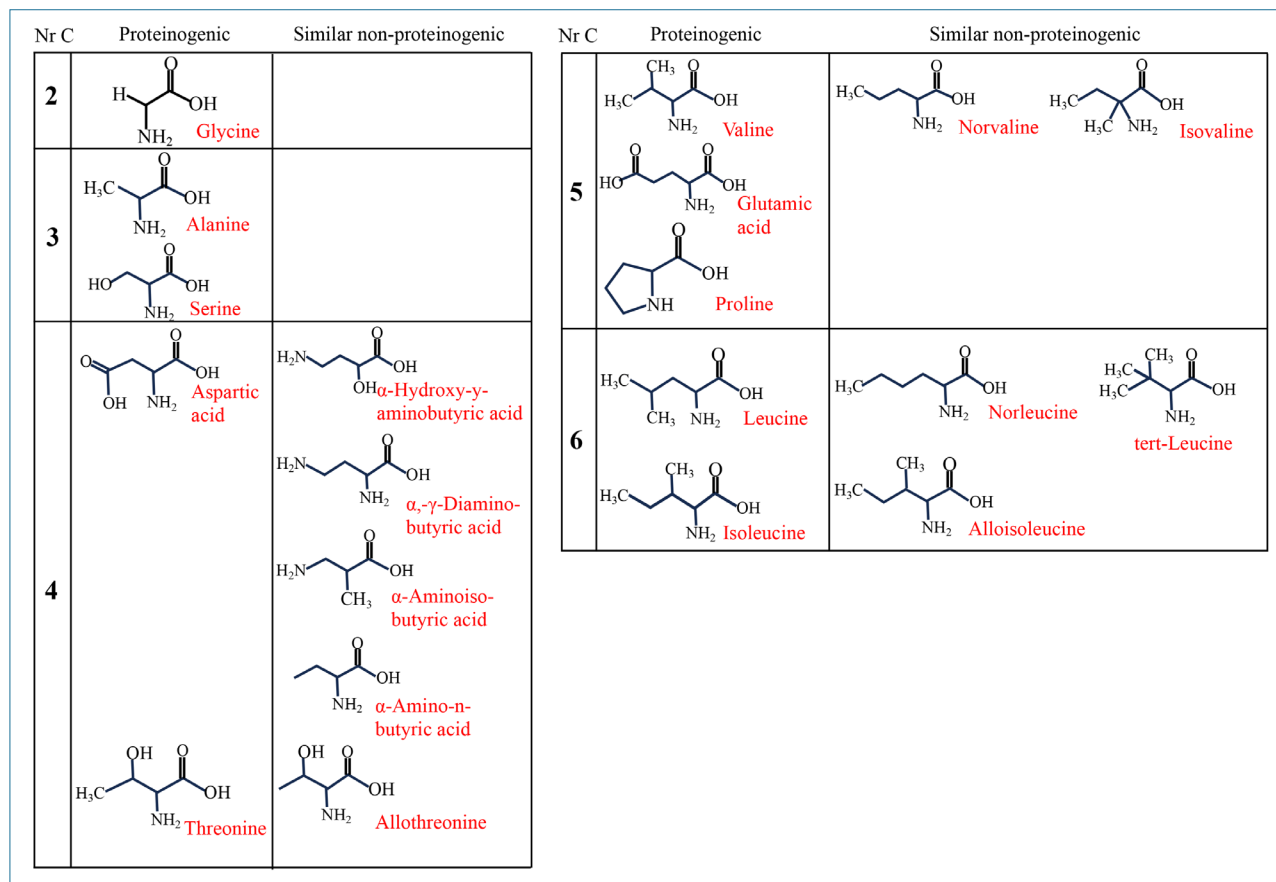 Nr C Proteinogenic Similar non-proteinogenic
2
H O OH NH₂
Glycine
3
H₃C O OH NH₂
Alanine
HO O OH NH₂
Serine
4
O OH O OH NH₂
Aspartic
acid
H₂N O OH OH
α-Hydroxy-y-
aminobutyric acid
H₂N O OH NH₂
α,-γ-Diamino-
butyric acid
H₂N O OH CH₃
α-Aminoiso-
butyric acid
O OH NH₂
α-Amino-n-
butyric acid
OH O H₃C OH NH₂
Threonine
OH O OH NH₂
Allothreonine
Nr C Proteinogenic Similar non-proteinogenic
5
CH₃ O H₃C OH NH₂
Valine
H₃C O OH NH₂
Norvaline
H₃C O OH H₃C NH₂
Isovaline
O O HO OH NH₂
Glutamic
acid
O OH NH
Proline
6
H₃C O OH CH₃ NH₂
Leucine
H₃C O OH NH₂
Norleucine
CH₃ H₃C H₃C O OH NH₂
tert-Leucine
CH₃ O H₃C OH NH₂
Isoleucine
CH₃ O H₃C OH NH₂
Alloisoleucine